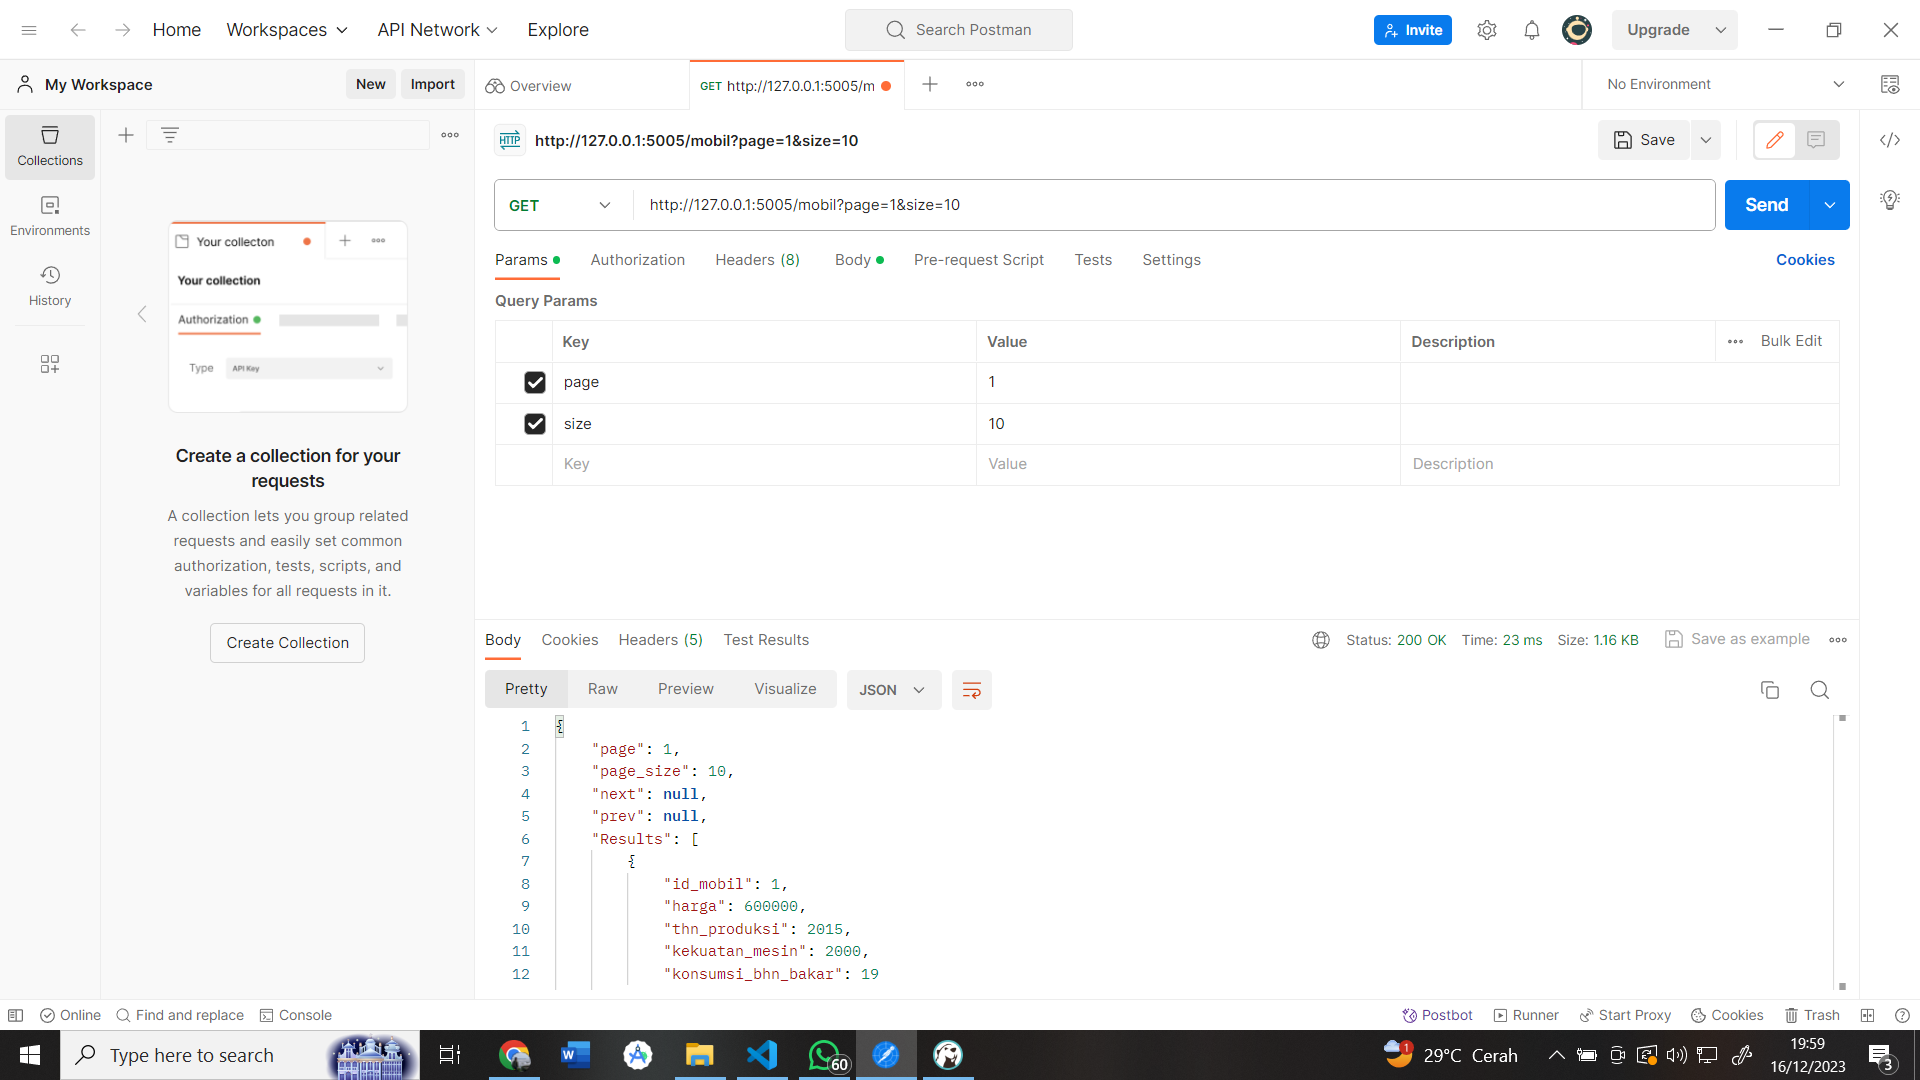 Home Workspaces API Network Explore
Search Postman
Invite
Upgrade
My Workspace
New Import
Overview
GET http://127.0.0.1:5005/m
No Environment
Collections
Environments
History
Your collecton
Your collection
Authorization
Type API Key
Create a collection for your
requests
A collection lets you group related
requests and easily set common
authorization, tests, scripts, and
variables for all requests in it.
Create Collection
HTTP http://127.0.0.1:5005/mobil?page=1&size=10
Save
GET http://127.0.0.1:5005/mobil?page=1&size=10
Send
Params Authorization Headers (8) Body Pre-request Script Tests Settings
Cookies
Query Params
Key Value Description Bulk Edit
page 1
size 10
Key Value Description
Body Cookies Headers (5) Test Results
Status: 200 OK Time: 23 ms Size: 1.16 KB Save as example
Pretty Raw Preview Visualize JSON
1 {
2 "page": 1,
3 "page_size": 10,
4 "next": null,
5 "prev": null,
6 "Results": [
7 {
8 "id_mobil": 1,
9 "harga": 600000,
10 "thn_produksi": 2015,
11 "kekuatan_mesin": 2000,
12 "konsumsi_bhn_bakar": 19
Online Find and replace Console
Postbot Runner Start Proxy Cookies Trash
Type here to search
W
60
1
29°C Cerah
19:59
16/12/2023
3